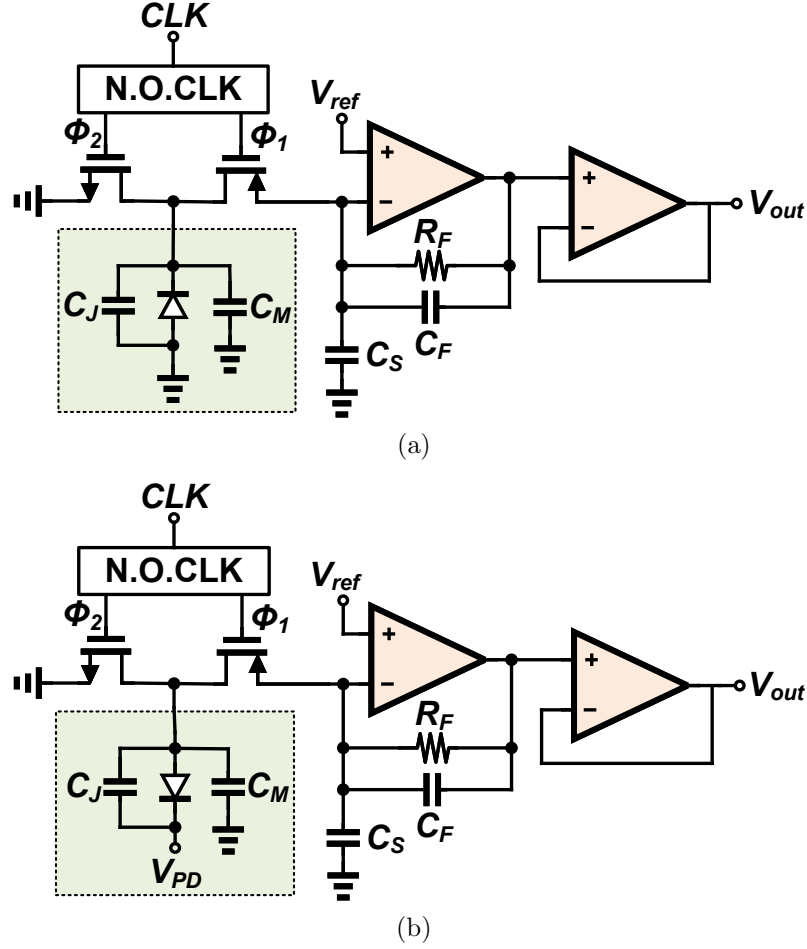 CLK
N.O.CLK
Φ2
Φ1
Vref
+
−
+
−
Vout
RF
CF
CS
CJ
CM
(a)
CLK
N.O.CLK
Φ2
Φ1
Vref
+
−
+
−
Vout
RF
CF
CS
CJ
CM
VPD
(b)